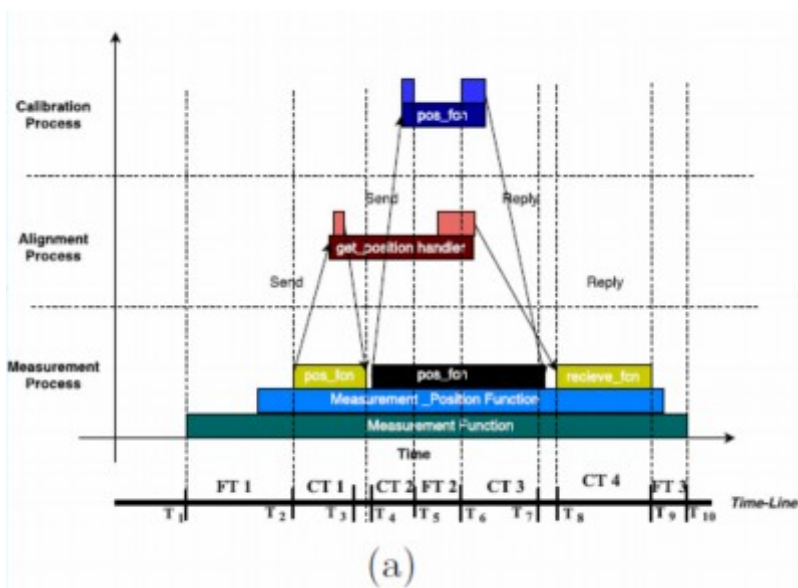 Calibration
Process
pos_fcn
Send
Reply
Alignment
Process
get_position handler
Send
Reply
Measurement
Process
pos_fcn
pos_fcn
recieve_fcn
Measurement _Position Function
Measurement Function
Time
FT 1 CT 1 CT 2 FT 2 CT 3 CT 4 FT 3
Time-Line
T1 T2 T3 T4 T5 T6 T7 T8 T9 T10
(a)